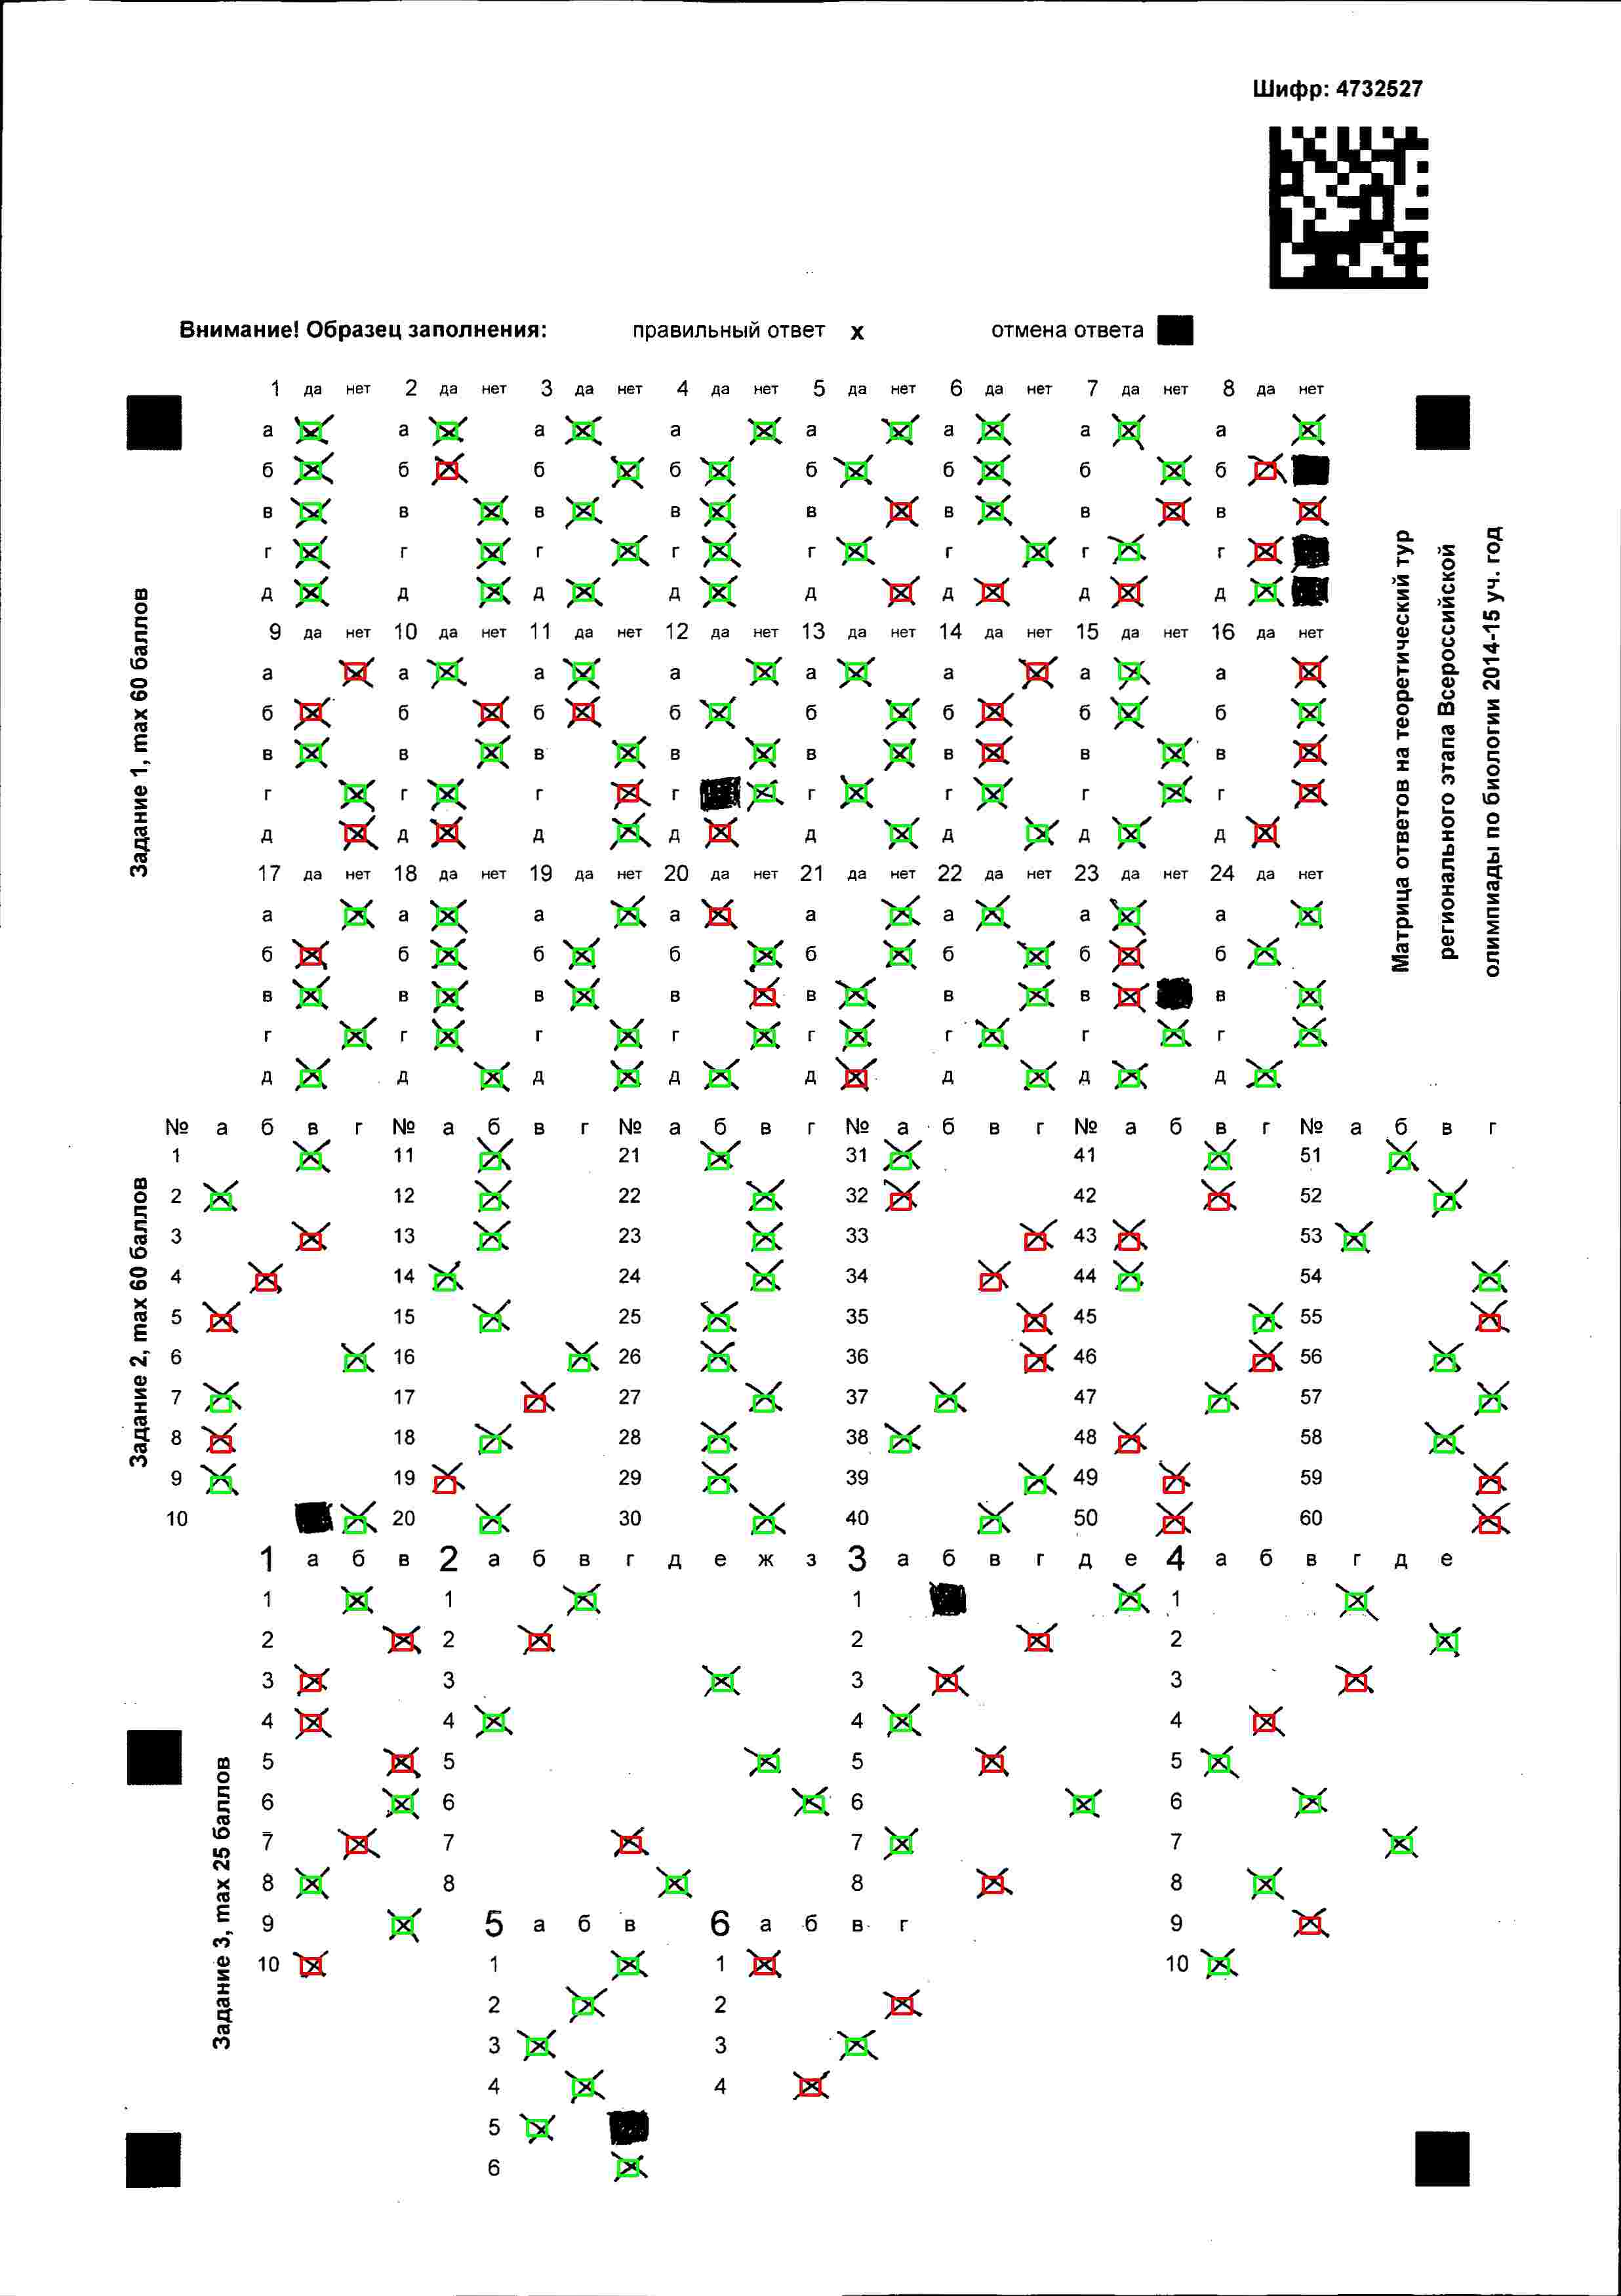 Шифр: 4732527
Внимание! Образец заполнения: правильный ответ x отмена ответа
Задание 1, max 60 баллов
1 да нет 2 да нет 3 да нет 4 да нет 5 да нет 6 да нет 7 да нет 8 да нет
а а а а а а а а
б б б б б б б б
в в в в в в в в
г г г г г г г г
д д д д д д д д
9 да нет 10 да нет 11 да нет 12 да нет 13 да нет 14 да нет 15 да нет 16 да нет
а а а а а а а а
б б б б б б б б
в в в в в в в в
г г г г г г г г
д д д д д д д д
17 да нет 18 да нет 19 да нет 20 да нет 21 да нет 22 да нет 23 да нет 24 да нет
а а а а а а а а
б б б б б б б б
в в в в в в в в
г г г г г г г г
д д д д д д д д
Матрица ответов на теоретический тур
регионального этапа Всероссийской
олимпиады по биологии 2014-15 уч. год
Задание 2, max 60 баллов
№ а б в г № а б в г № а б в г № а б в г № а б в г № а б в г
1 11 21 31 41 51
2 12 22 32 42 52
3 13 23 33 43 53
4 14 24 34 44 54
5 15 25 35 45 55
6 16 26 36 46 56
7 17 27 37 47 57
8 18 28 38 48 58
9 19 29 39 49 59
10 20 30 40 50 60
Задание 3, max 25 баллов
1 а б в 2 а б в г д е ж з 3 а б в г д е 4 а б в г д е
1 1 1 1
2 2 2 2
3 3 3 3
4 4 4 4
5 5 5 5
6 6 6 6
7 7 7 7
8 8 8 8
9 5 а б в 6 а б в г 9
10 1 1 10
2 2
3 3
4 4
5
6